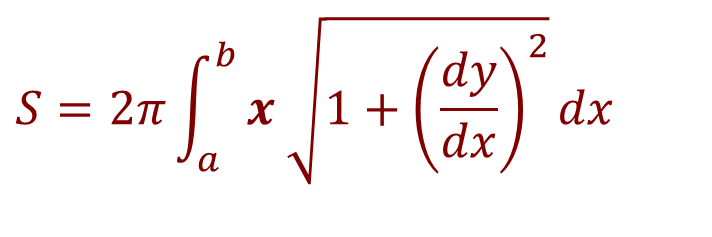 S = 2π ∫_a^b x √(1 + (dy/dx)^2) dx